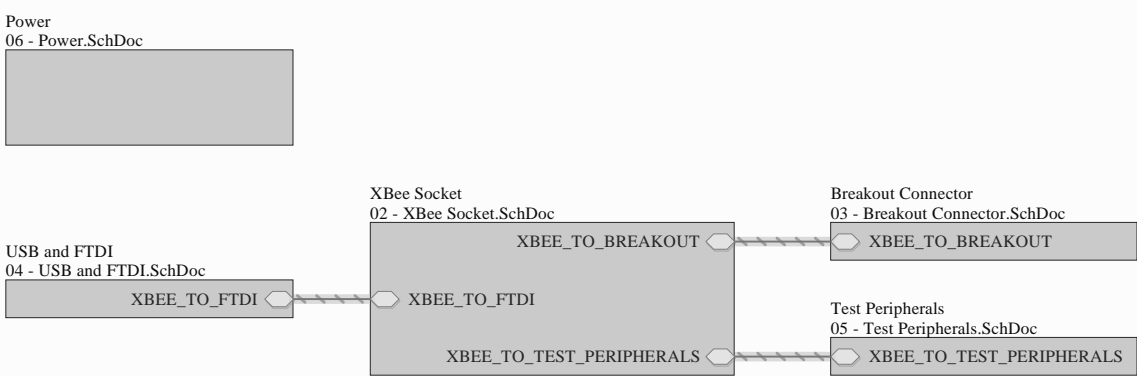 Power
06 - Power.SchDoc
XBee Socket
02 - XBee Socket.SchDoc
Breakout Connector
03 - Breakout Connector.SchDoc
XBEE_TO_BREAKOUT
XBEE_TO_BREAKOUT
USB and FTDI
04 - USB and FTDI.SchDoc
XBEE_TO_FTDI
XBEE_TO_FTDI
Test Peripherals
05 - Test Peripherals.SchDoc
XBEE_TO_TEST_PERIPHERALS
XBEE_TO_TEST_PERIPHERALS